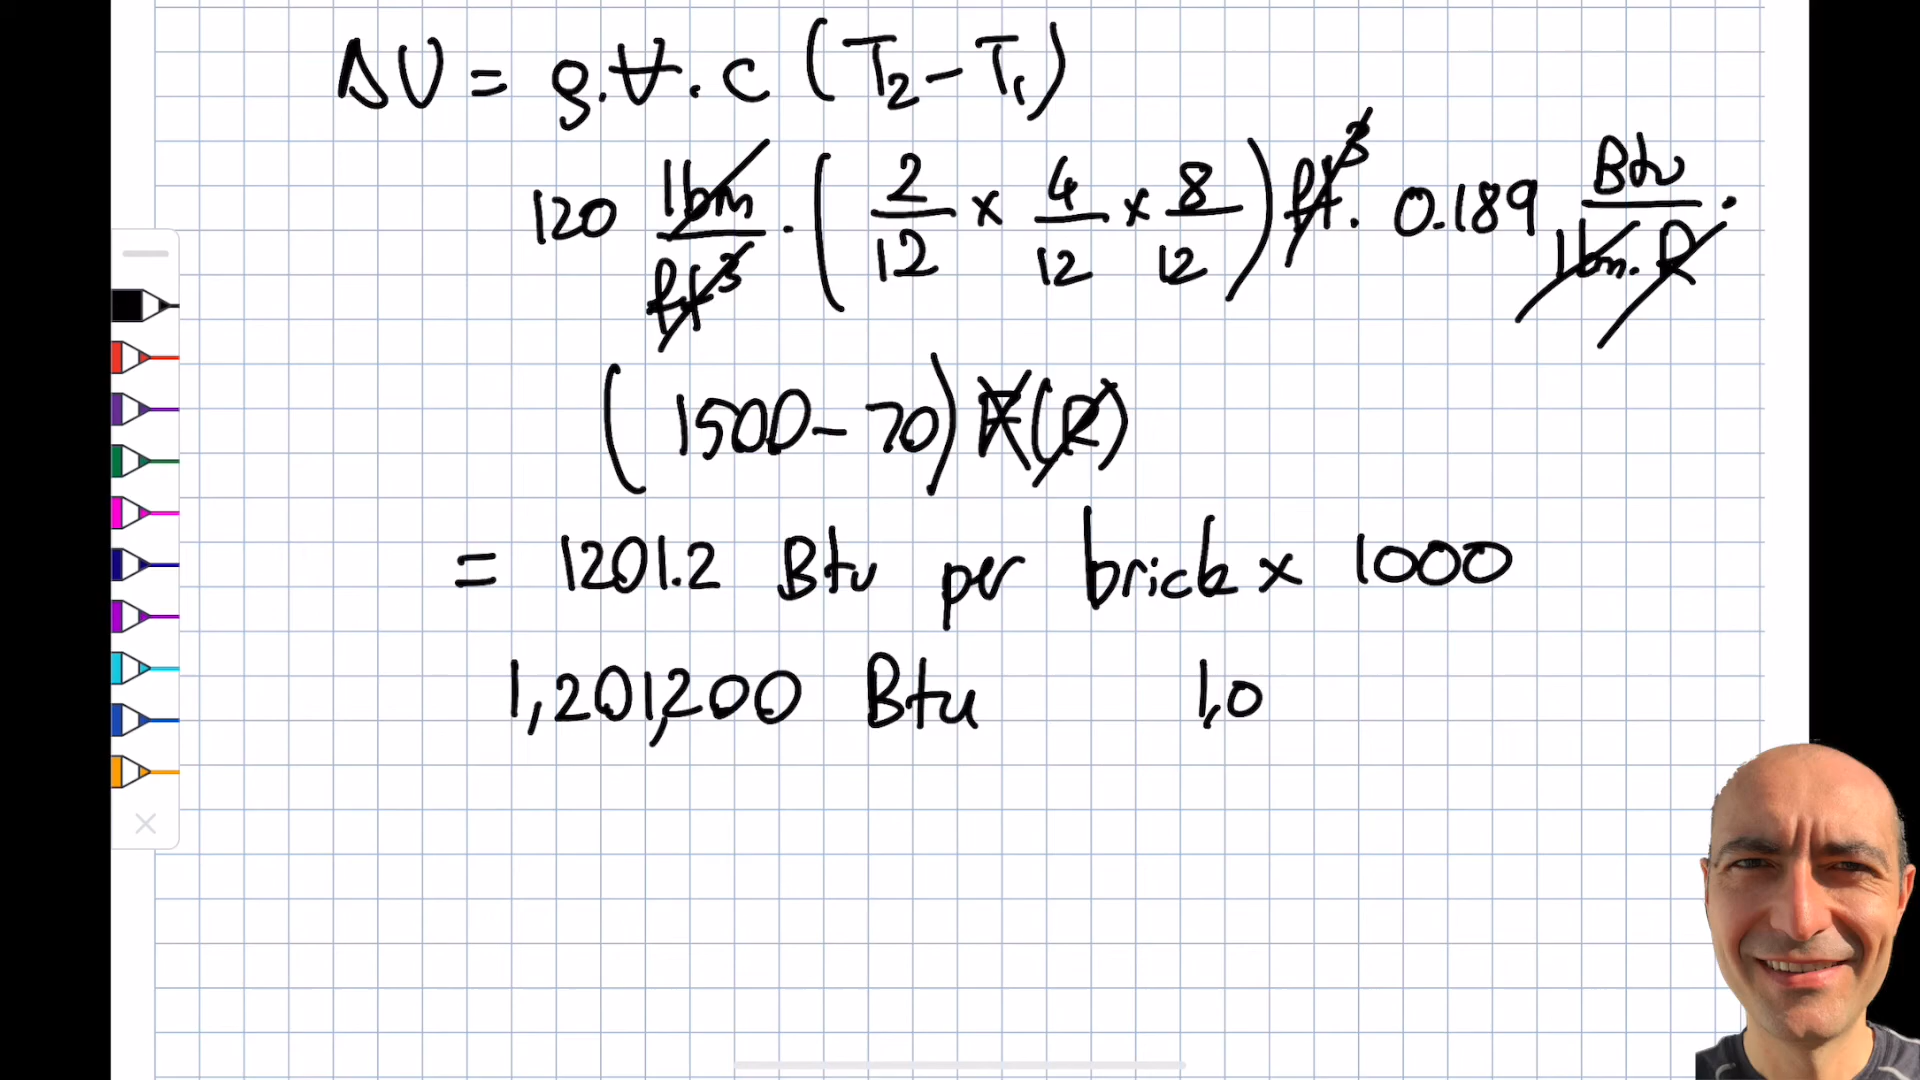 ΔU = ρ.V.c (T₂-T₁)
120 lbm/ft³ . (2/12 x 4/12 x 8/12) ft³. 0.189 Btu/lbm.R .
(1500-70) F (R)
= 1201.2 Btu per brick x 1000
1,201,200 Btu 1,0